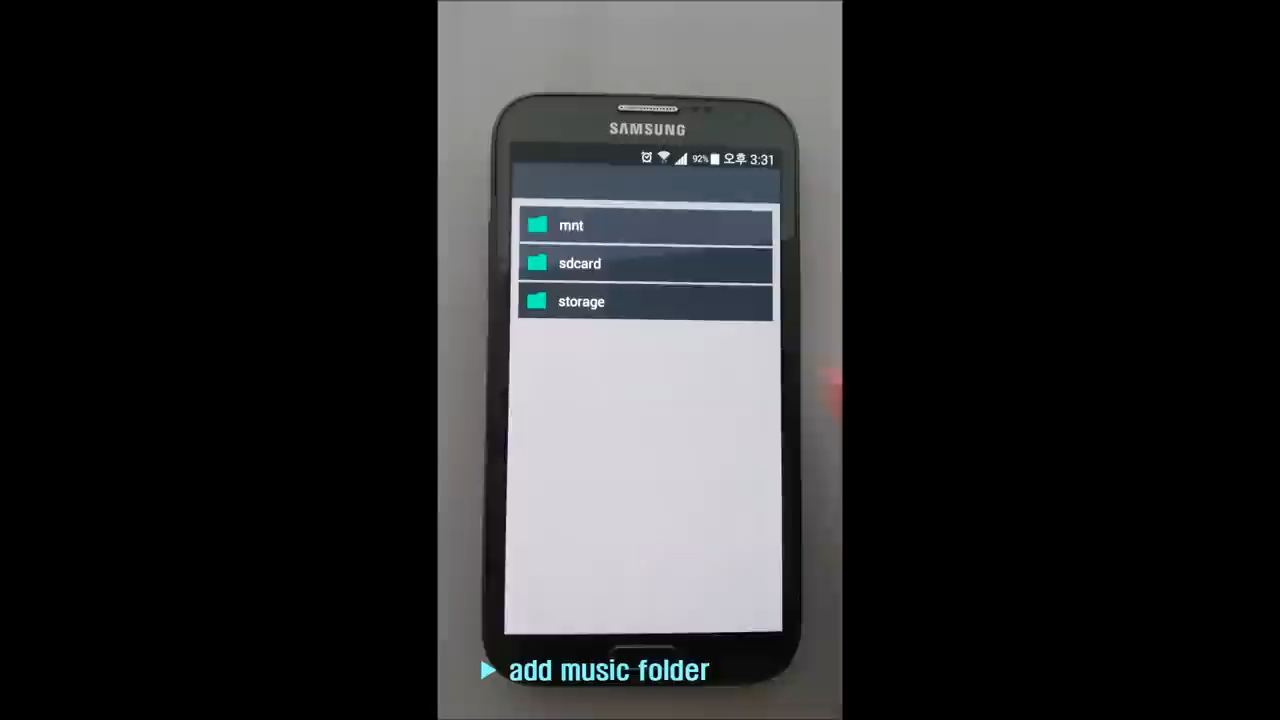 SAMSUNG
92% 오후 3:31
mnt
sdcard
storage
▶ add music folder